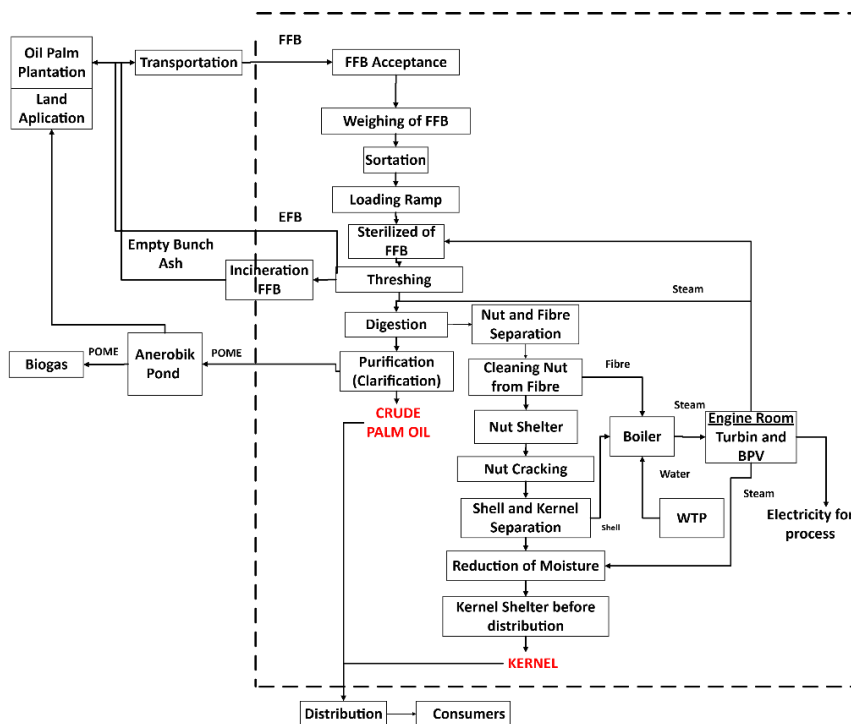 FFB
Oil Palm
Plantation
Transportation
FFB Acceptance
Land
Aplication
Weighing of FFB
Sortation
Loading Ramp
EFB
Sterilized of
FFB
Empty Bunch
Ash
Incineration
FFB
Threshing
Steam
Digestion
Nut and Fibre
Separation
Biogas
POME
Anerobik
Pond
POME
Purification
(Clarification)
Cleaning Nut
from Fibre
Fibre
CRUDE
PALM OIL
Nut Shelter
Boiler
Steam
Engine Room
Turbin and
BPV
Nut Cracking
Water
Steam
Shell and Kernel
Separation
Shell
WTP
Electricity for
process
Reduction of Moisture
Kernel Shelter before
distribution
KERNEL
Distribution
Consumers